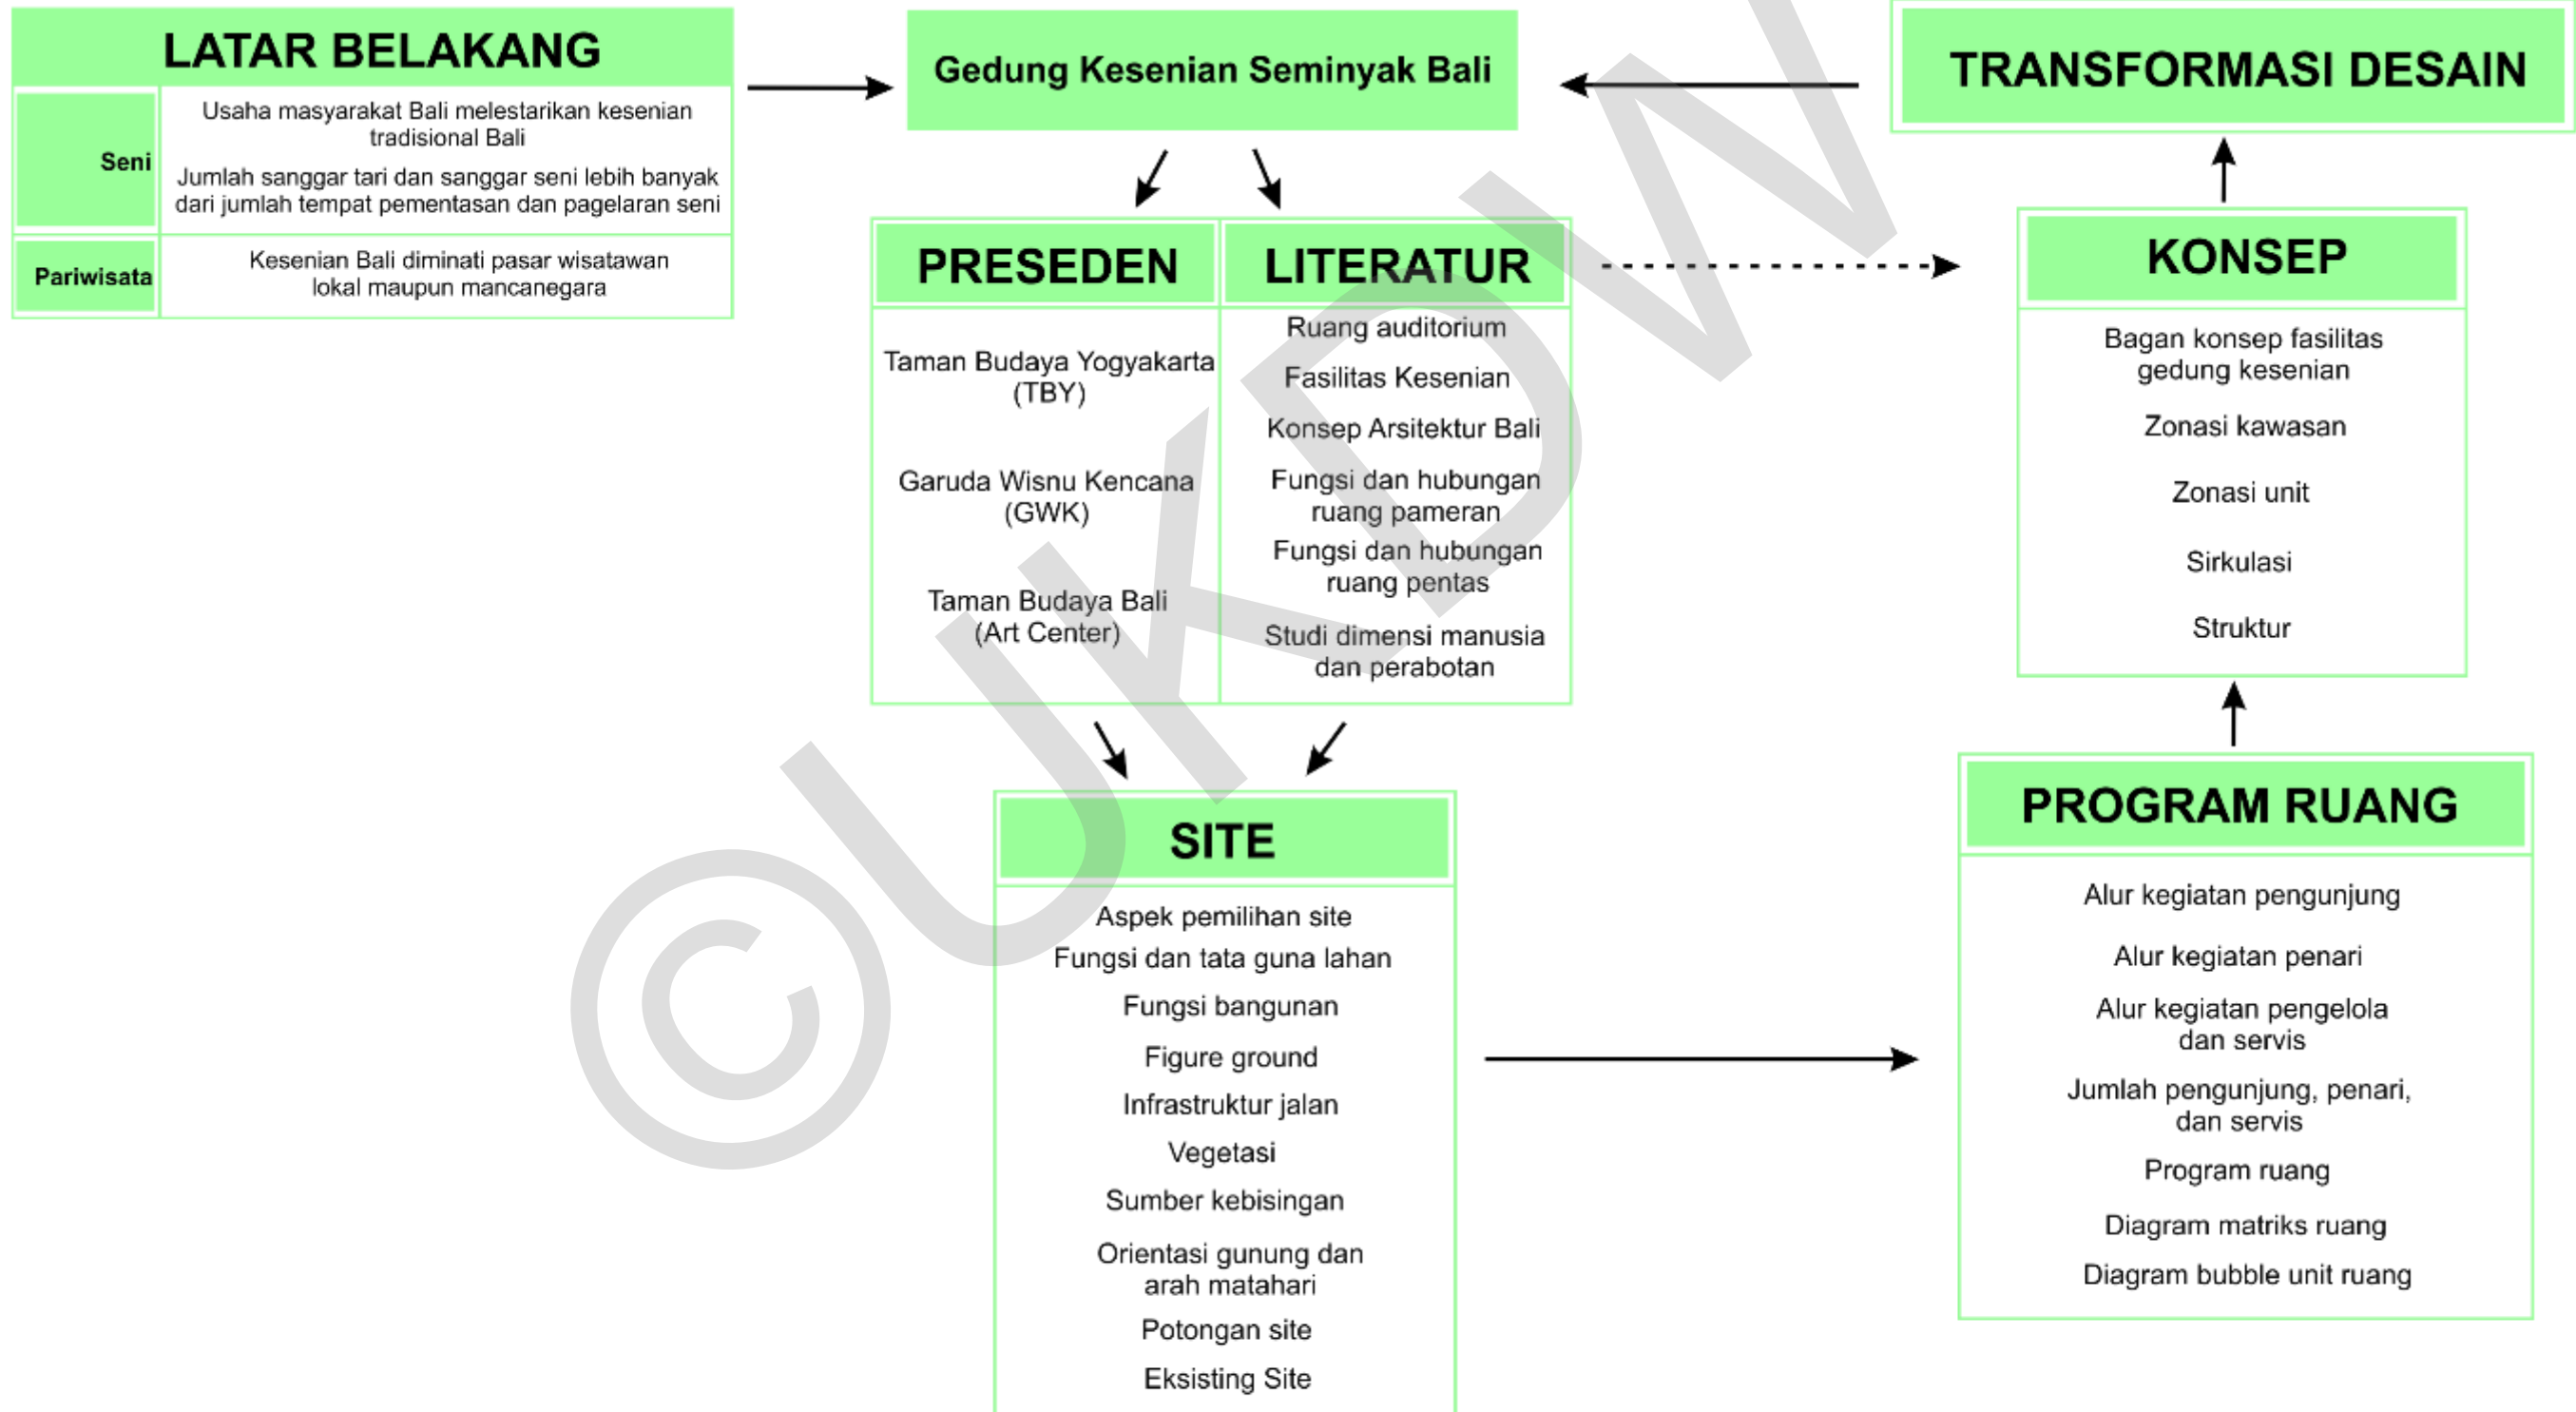 LATAR BELAKANG
Seni
Usaha masyarakat Bali melestarikan kesenian
tradisional Bali
Jumlah sanggar tari dan sanggar seni lebih banyak
dari jumlah tempat pementasan dan pagelaran seni
Pariwisata
Kesenian Bali diminati pasar wisatawan
lokal maupun mancanegara
Gedung Kesenian Seminyak Bali
PRESEDEN
Taman Budaya Yogyakarta
(TBY)
Garuda Wisnu Kencana
(GWK)
Taman Budaya Bali
(Art Center)
LITERATUR
Ruang auditorium
Fasilitas Kesenian
Konsep Arsitektur Bali
Fungsi dan hubungan
ruang pameran
Fungsi dan hubungan
ruang pentas
Studi dimensi manusia
dan perabotan
SITE
Aspek pemilihan site
Fungsi dan tata guna lahan
Fungsi bangunan
Figure ground
Infrastruktur jalan
Vegetasi
Sumber kebisingan
Orientasi gunung dan
arah matahari
Potongan site
Eksisting Site
PROGRAM RUANG
Alur kegiatan pengunjung
Alur kegiatan penari
Alur kegiatan pengelola
dan servis
Jumlah pengunjung, penari,
dan servis
Program ruang
Diagram matriks ruang
Diagram bubble unit ruang
KONSEP
Bagan konsep fasilitas
gedung kesenian
Zonasi kawasan
Zonasi unit
Sirkulasi
Struktur
TRANSFORMASI DESAIN
©UKDW